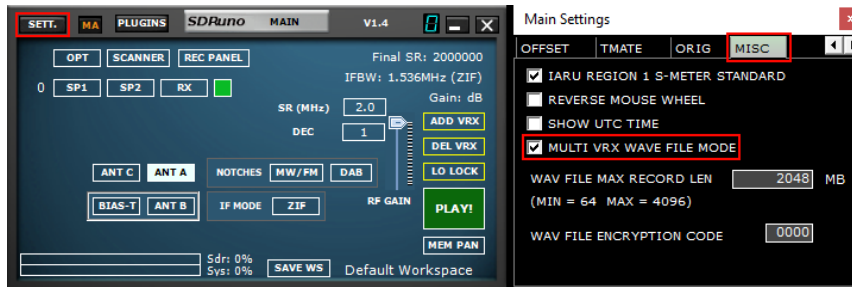 SETT. MA PLUGINS SDRuno MAIN V1.4
OPT SCANNER REC PANEL Final SR: 2000000
IFBW: 1.536MHz (ZIF)
0 SP1 SP2 RX Gain: dB
SR (MHz) 2.0
ADD VRX
DEC 1
DEL VRX
ANT C ANT A NOTCHES MW/FM DAB LO LOCK
BIAS-T ANT B IF MODE ZIF RF GAIN PLAY!
MEM PAN
Sdr: 0%
Sys: 0% SAVE WS Default Workspace
Main Settings
OFFSET TMATE ORIG MISC
IARU REGION 1 S-METER STANDARD
REVERSE MOUSE WHEEL
SHOW UTC TIME
MULTI VRX WAVE FILE MODE
WAV FILE MAX RECORD LEN 2048 MB
(MIN = 64 MAX = 4096)
WAV FILE ENCRYPTION CODE 0000